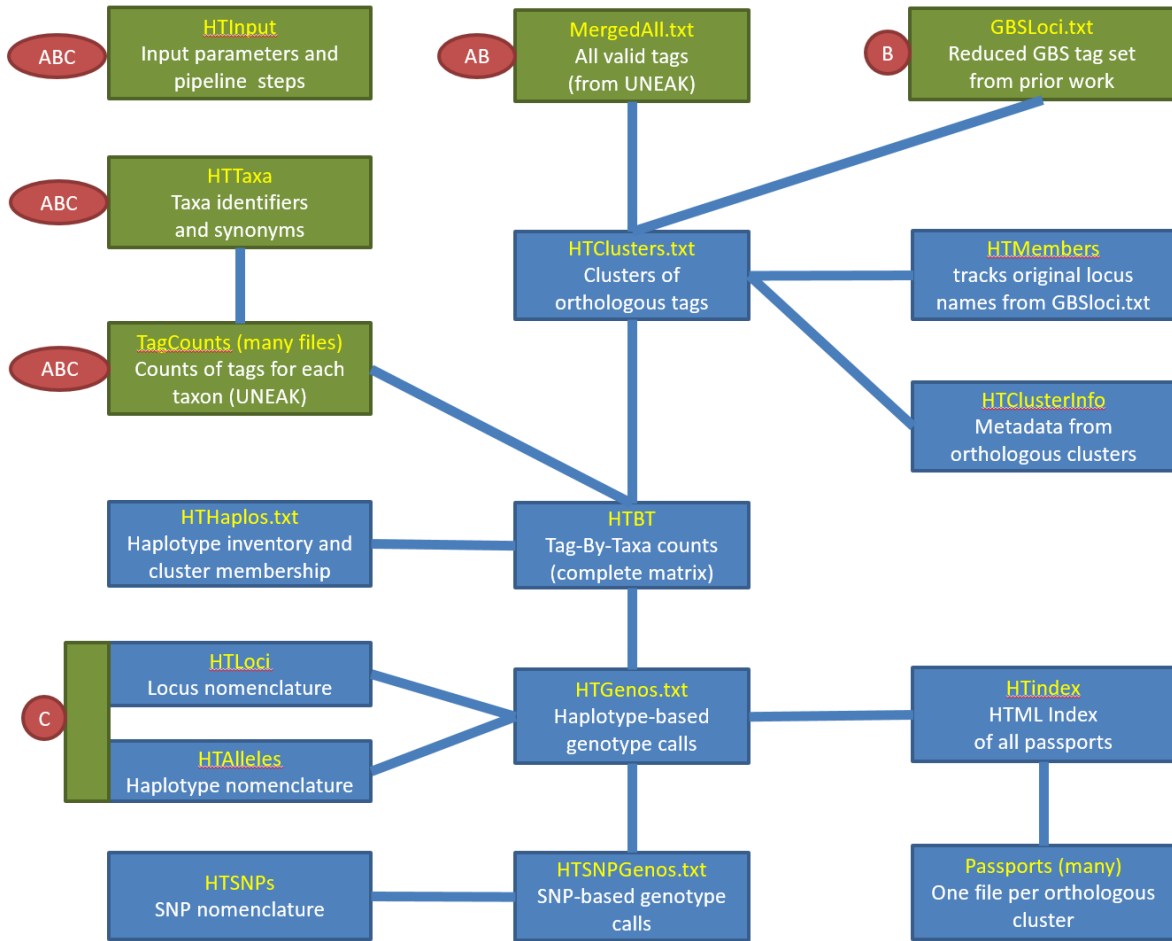 ABC
HTInput
Input parameters and
pipeline steps
AB
MergedAll.txt
All valid tags
(from UNEAK)
B
GBSLoci.txt
Reduced GBS tag set
from prior work
ABC
HTTaxa
Taxa identifiers
and synonyms
HTClusters.txt
Clusters of
orthologous tags
HTMembers
tracks original locus
names from GBSloci.txt
ABC
TagCounts (many files)
Counts of tags for each
taxon (UNEAK)
HTClusterInfo
Metadata from
orthologous clusters
HTHaplos.txt
Haplotype inventory and
cluster membership
HTBT
Tag-By-Taxa counts
(complete matrix)
C
HTLoci
Locus nomenclature
HTAlleles
Haplotype nomenclature
HTGenos.txt
Haplotype-based
genotype calls
HTindex
HTML Index
of all passports
HTSNPs
SNP nomenclature
HTSNPGenos.txt
SNP-based genotype
calls
Passports (many)
One file per orthologous
cluster